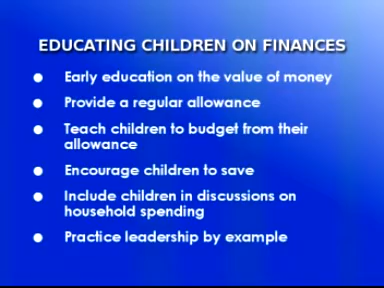 EDUCATING CHILDREN ON FINANCES
● Early education on the value of money
● Provide a regular allowance
● Teach children to budget from their
allowance
● Encourage children to save
● Include children in discussions on
household spending
● Practice leadership by example